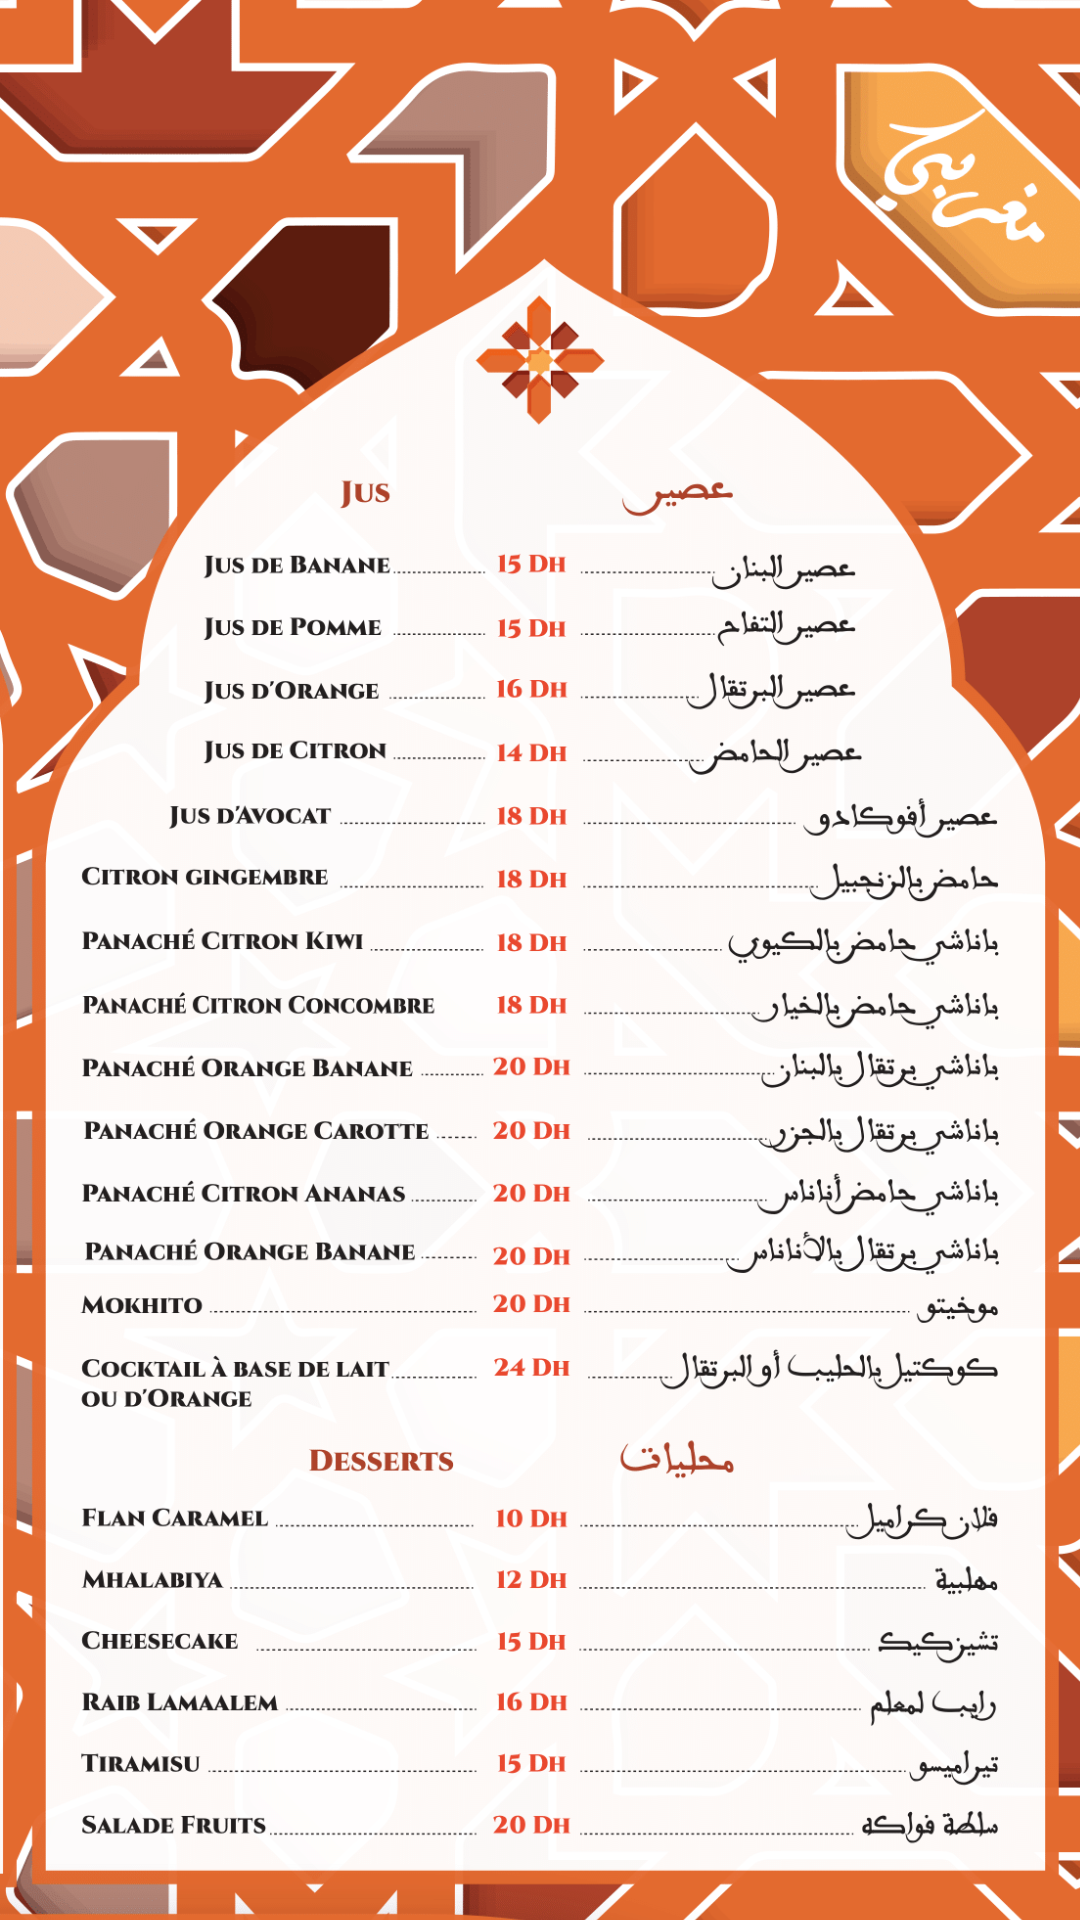 مغربي
Jus عصير
Jus de Banane 15 Dh عصير البنان
Jus de Pomme 15 Dh عصير التفاح
Jus d'Orange 16 Dh عصير البرتقال
Jus de Citron 14 Dh عصير الحامض
Jus d'Avocat 18 Dh عصير أفوكادو
Citron gingembre 18 Dh حامض بالزنجبيل
Panaché Citron Kiwi 18 Dh باناشي حامض بالكيوي
Panaché Citron Concombre 18 Dh باناشي حامض بالخيار
Panaché Orange Banane 20 Dh باناشي برتقال بالبنان
Panaché Orange Carotte 20 Dh باناشي برتقال بالجزر
Panaché Citron Ananas 20 Dh باناشي حامض أناناس
Panaché Orange Banane 20 Dh باناشي برتقال بالأناناس
Mokhito 20 Dh موخيتو
Cocktail à base de lait 24 Dh كوكتيل بالحليب أو البرتقال
ou d'Orange
Desserts محليات
Flan Caramel 10 Dh فلان كراميل
Mhalabiya 12 Dh مهلبية
Cheesecake 15 Dh تشيزكيك
Raib Lamaalem 16 Dh رايب لمعلم
Tiramisu 15 Dh تيراميسو
Salade Fruits 20 Dh سلطة فواكه